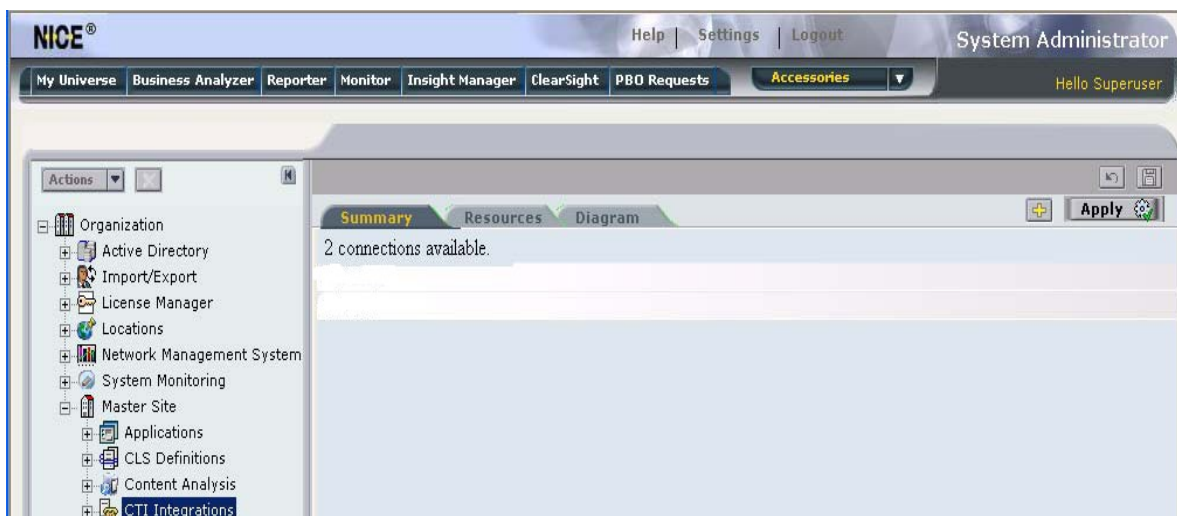 NICE®
Help | Settings | Logout
System Administrator
My Universe Business Analyzer Reporter Monitor Insight Manager ClearSight PBO Requests Accessories
Hello Superuser
Actions
Summary Resources Diagram
Apply
2 connections available.
Organization
Active Directory
Import/Export
License Manager
Locations
Network Management System
System Monitoring
Master Site
Applications
CLS Definitions
Content Analysis
CTI Integrations